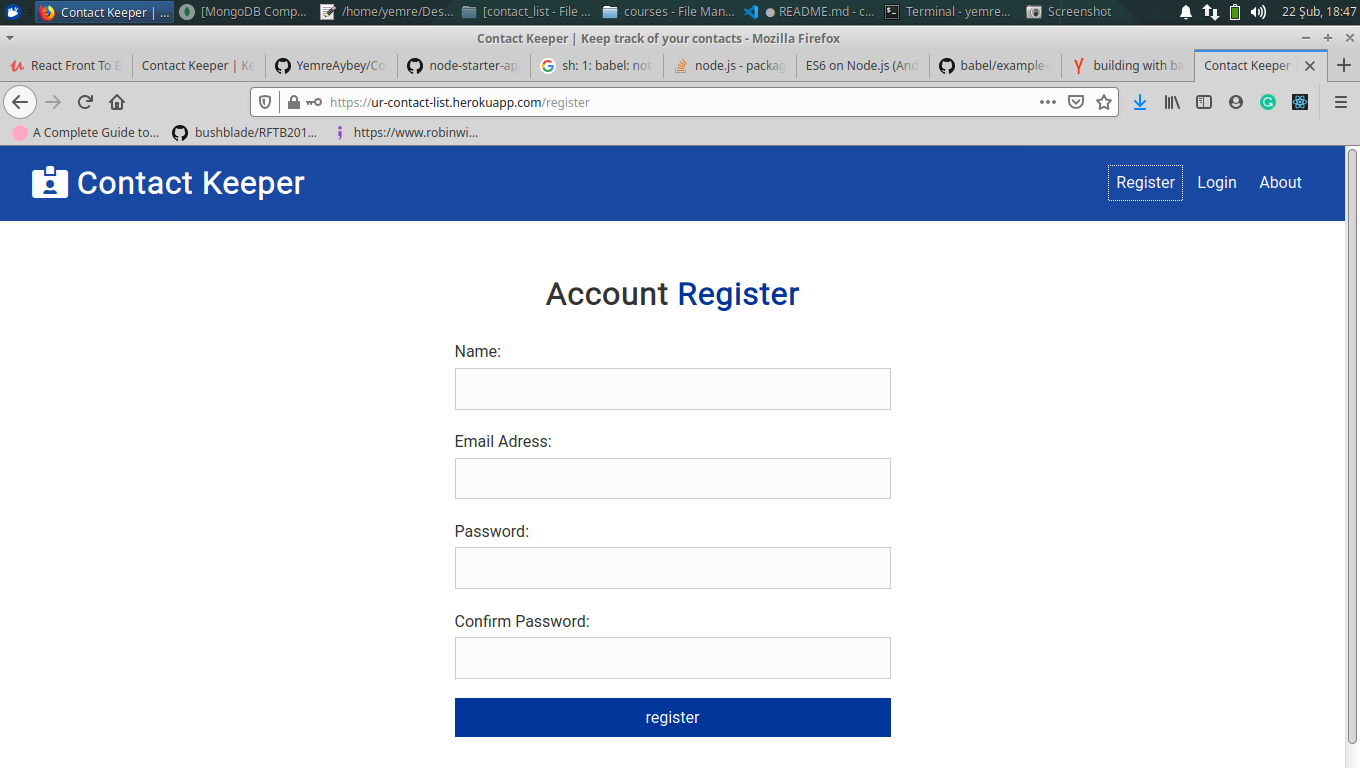 Contact Keeper | ... [MongoDB Comp... /home/yemre/Des... [contact_list - File ... courses - File Man... ● README.md - c... Terminal - yemre... Screenshot 22 Şub, 18:47
Contact Keeper | Keep track of your contacts - Mozilla Firefox
React Front To B Contact Keeper | Ke YemreAybey/Co node-starter-ap sh: 1: babel: not node.js - packag ES6 on Node.js (And babel/example- building with ba Contact Keeper |
https://ur-contact-list.herokuapp.com/register
A Complete Guide to... bushblade/RFTB201... https://www.robinwi...
Contact Keeper Register Login About
Account Register
Name:
Email Adress:
Password:
Confirm Password:
register